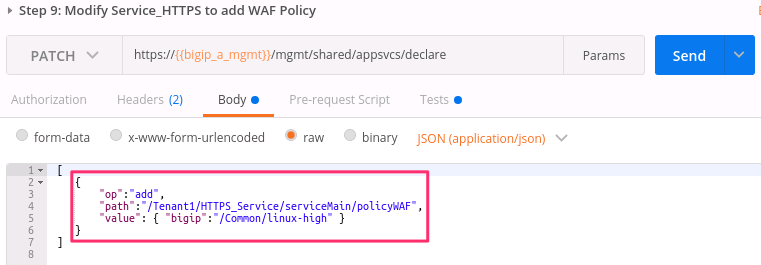 Step 9: Modify Service_HTTPS to add WAF Policy
PATCH https://{{bigip_a_mgmt}}/mgmt/shared/appsvcs/declare Params Send
Authorization Headers (2) Body Pre-request Script Tests
form-data x-www-form-urlencoded raw binary JSON (application/json)
1 [
2 {
3 "op":"add",
4 "path":"/Tenant1/HTTPS_Service/serviceMain/policyWAF",
5 "value": { "bigip":"/Common/linux-high" }
6 }
7 ]
8